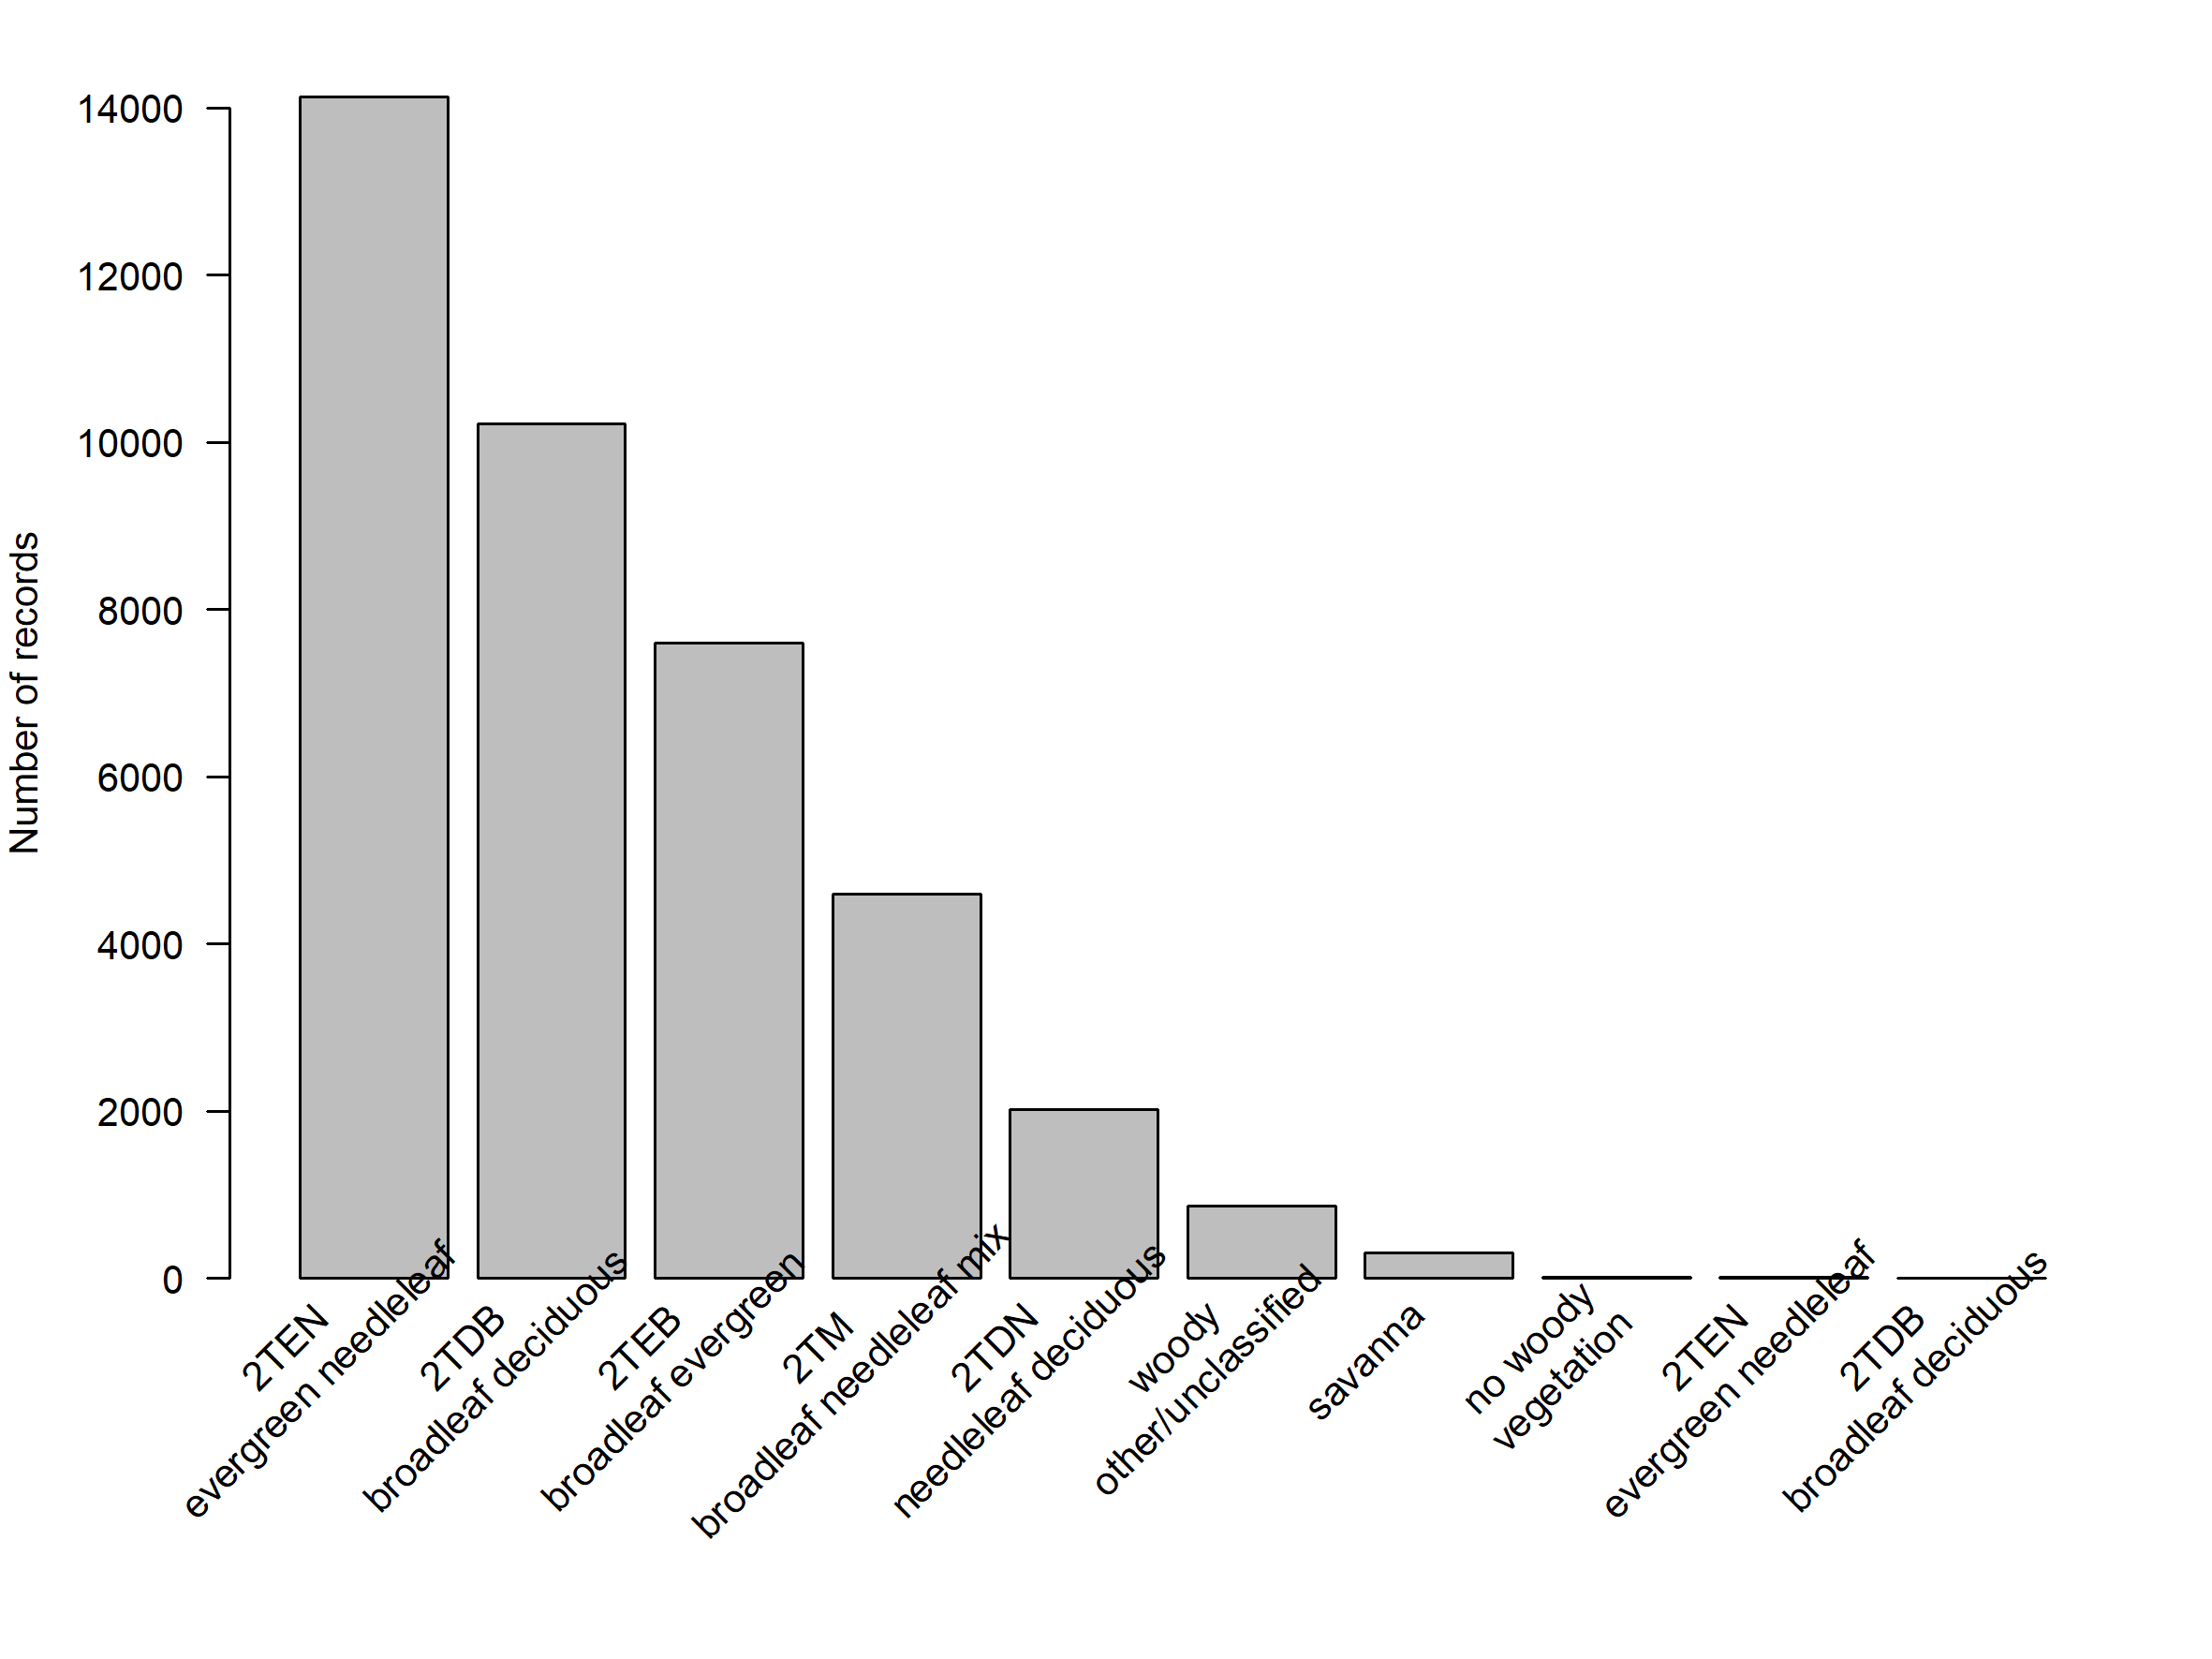 14000
12000
10000
8000
6000
4000
2000
0
Number of records
2TEN
evergreen needleleaf
2TDB
broadleaf deciduous
2TEB
broadleaf evergreen
2TM
broadleaf needleleaf mix
2TDN
needleleaf deciduous
woody
other/unclassified
savanna
no woody
vegetation
2TEN
evergreen needleleaf
2TDB
broadleaf deciduous